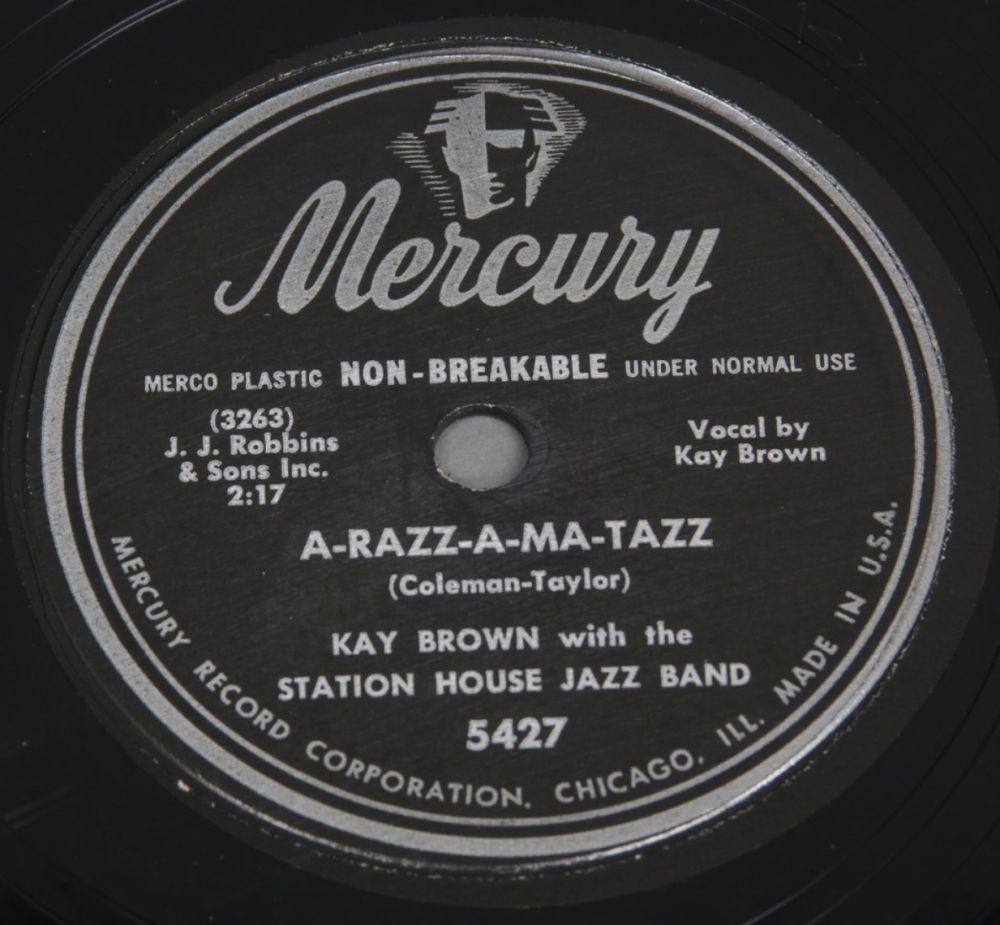 Mercury
MERCO PLASTIC NON-BREAKABLE UNDER NORMAL USE
(3263)
J. J. Robbins
& Sons Inc.
2:17
Vocal by
Kay Brown
A-RAZZ-A-MA-TAZZ
(Coleman-Taylor)
KAY BROWN with the
STATION HOUSE JAZZ BAND
5427
MERCURY RECORD CORPORATION. CHICAGO, ILL. MADE IN U.S.A.